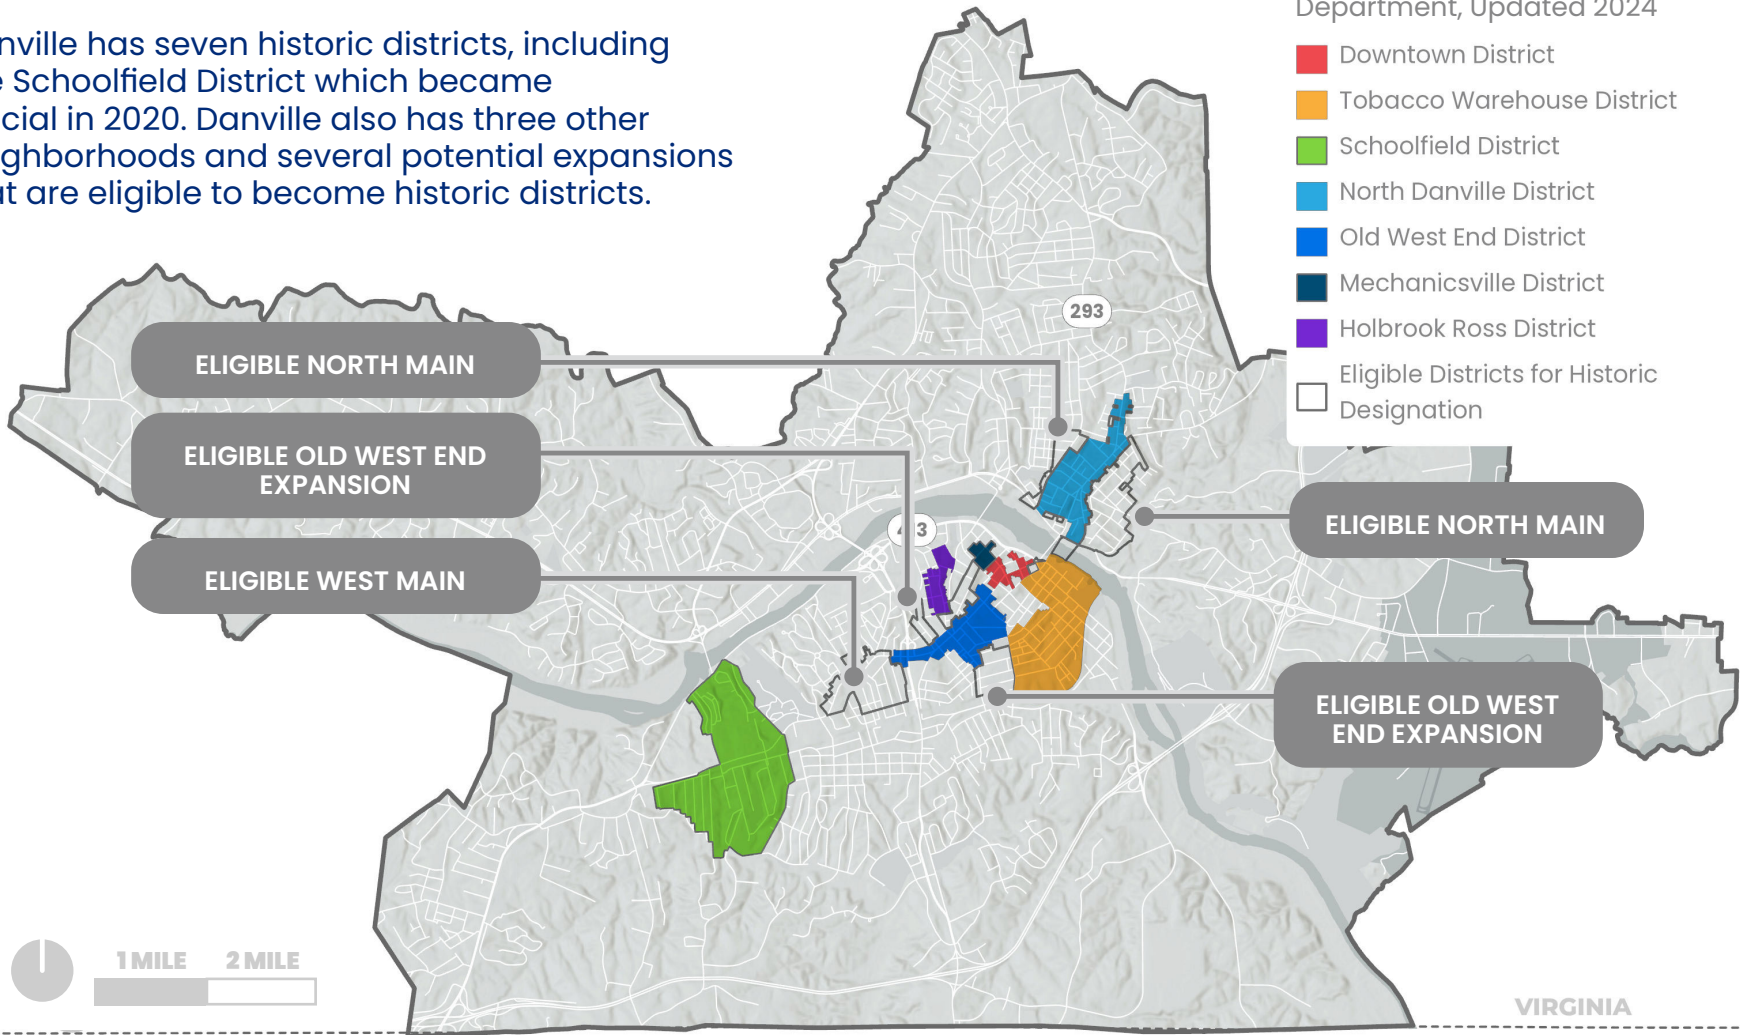 nville has seven historic districts, including
e Schoolfield District which became
cial in 2020. Danville also has three other
ghborhoods and several potential expansions
at are eligible to become historic districts.
Department, Updated 2024
Downtown District
Tobacco Warehouse District
Schoolfield District
North Danville District
Old West End District
Mechanicsville District
Holbrook Ross District
Eligible Districts for Historic
Designation
293
ELIGIBLE NORTH MAIN
ELIGIBLE OLD WEST END
EXPANSION
ELIGIBLE WEST MAIN
ELIGIBLE NORTH MAIN
ELIGIBLE OLD WEST
END EXPANSION
1 MILE 2 MILE
VIRGINIA